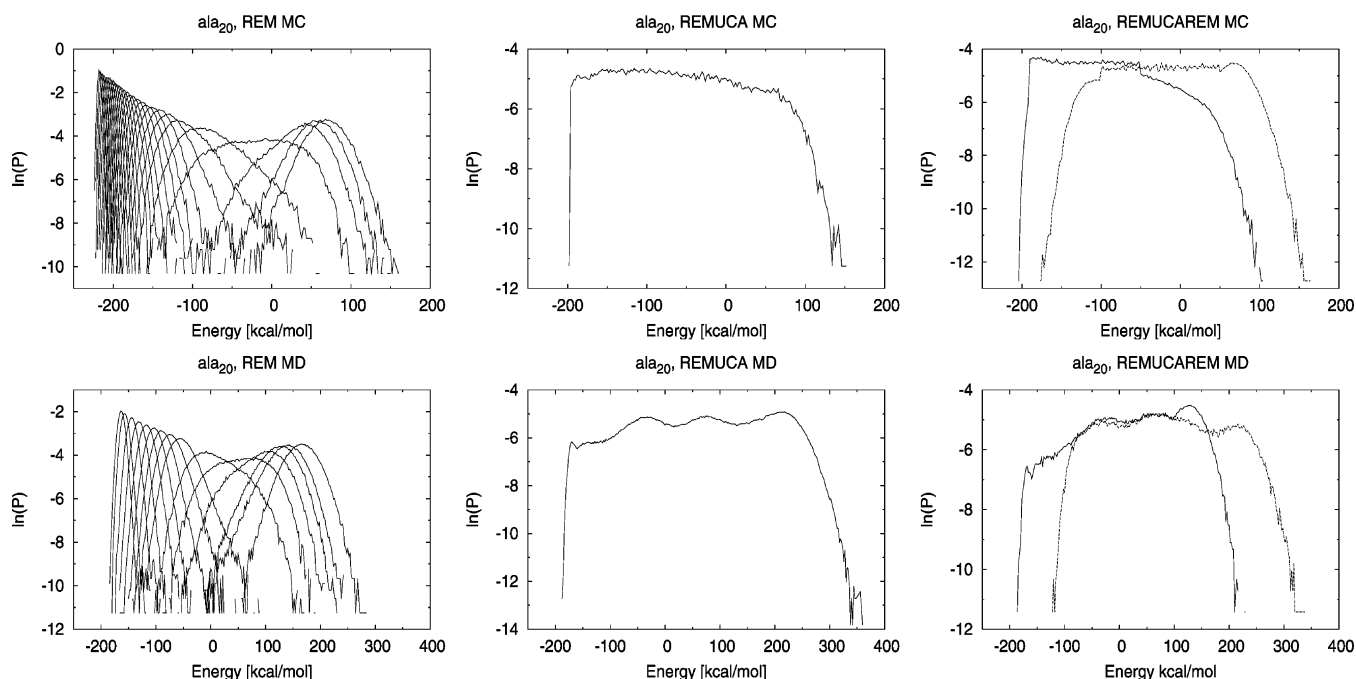 ala20, REM MC
0
-2
-4
-6
-8
-10
ln(P)
-200 -100 0 100 200
Energy [kcal/mol]
ala20, REMUCA MC
-4
-6
-8
-10
-12
ln(P)
-200 -100 0 100 200
Energy [kcal/mol]
ala20, REMUCAREM MC
-4
-6
-8
-10
-12
ln(P)
-200 -100 0 100 200
Energy [kcal/mol]
ala20, REM MD
-2
-4
-6
-8
-10
-12
ln(P)
-200 -100 0 100 200 300 400
Energy [kcal/mol]
ala20, REMUCA MD
-4
-6
-8
-10
-12
-14
ln(P)
-200 -100 0 100 200 300 400
Energy [kcal/mol]
ala20, REMUCAREM MD
-4
-6
-8
-10
-12
ln(P)
-200 -100 0 100 200 300 400
Energy kcal/mol